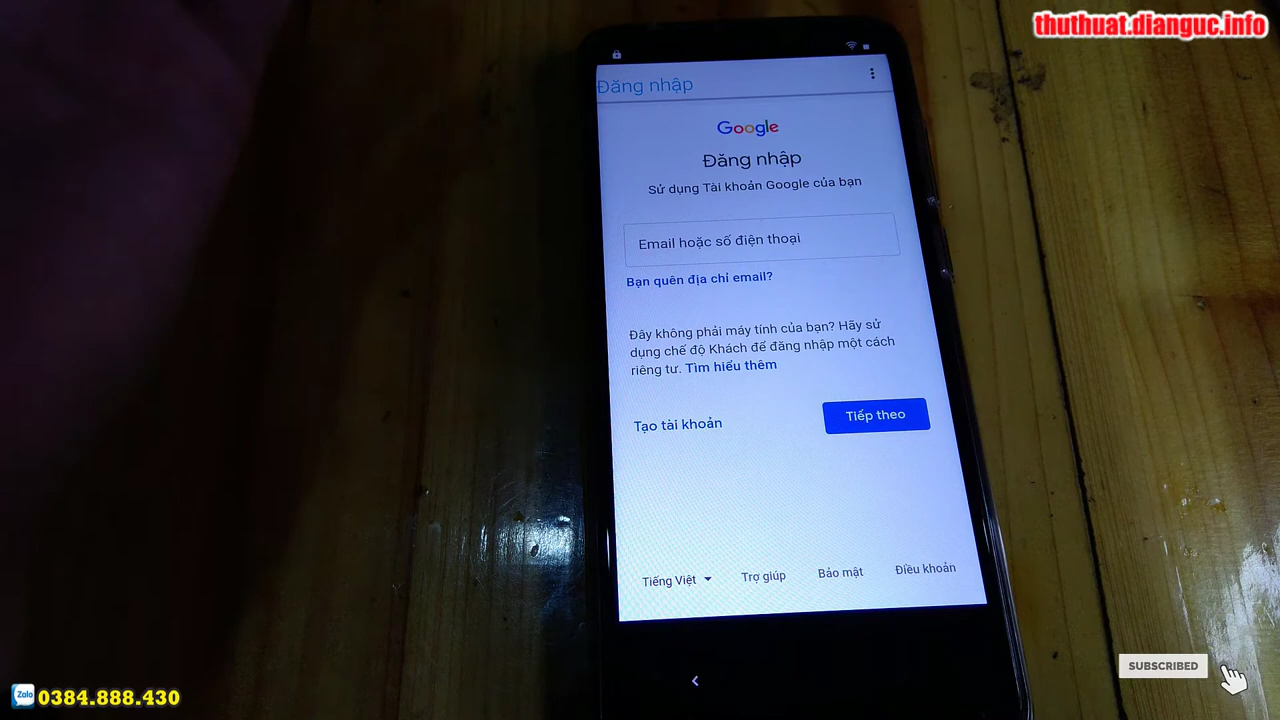 thuthuat.dianguc.info
Đăng nhập
Google
Đăng nhập
Sử dụng Tài khoản Google của bạn
Email hoặc số điện thoại
Bạn quên địa chỉ email?
Đây không phải máy tính của bạn? Hãy sử
dụng chế độ Khách để đăng nhập một cách
riêng tư. Tìm hiểu thêm
Tạo tài khoản
Tiếp theo
Tiếng Việt
Trợ giúp
Bảo mật
Điều khoản
SUBSCRIBED
Zalo 0384.888.430